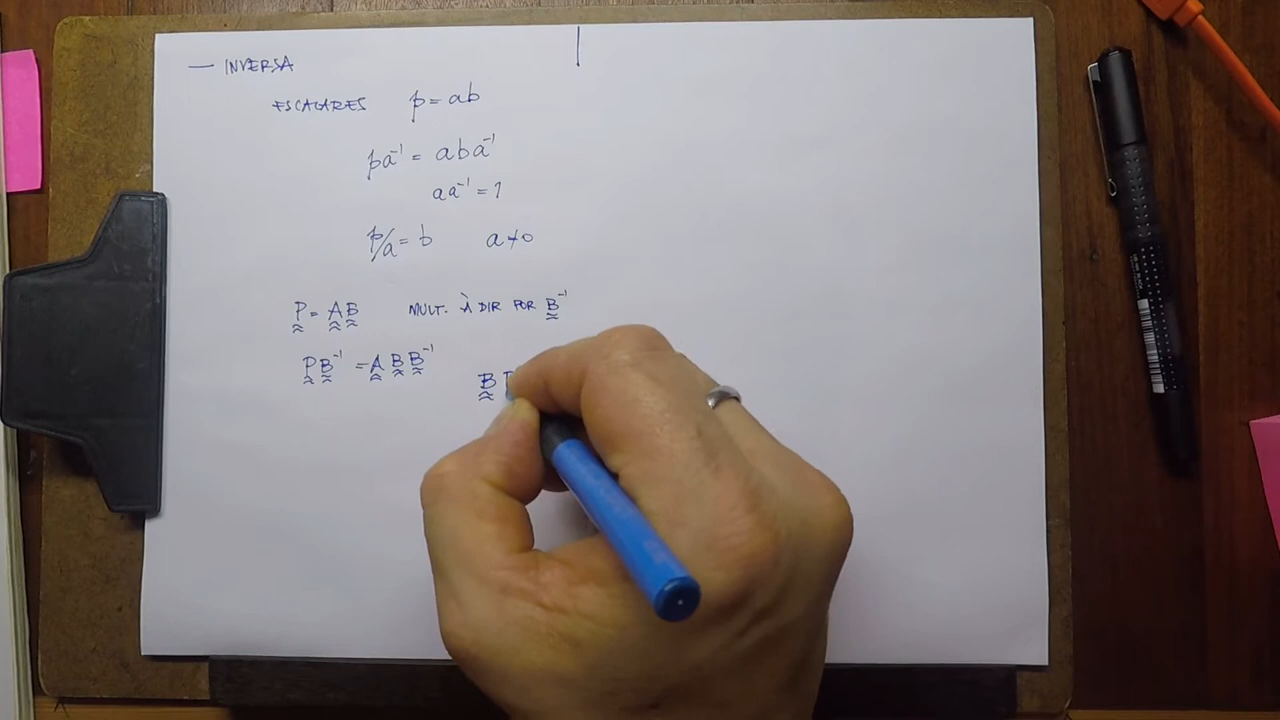 — INVERSA
ESCALARES p = ab
pa⁻¹ = aba⁻¹
aa⁻¹ = 1
p/a = b a ≠ 0
P = AB MULT. À DIR POR B⁻¹
PB⁻¹ = ABB⁻¹ B